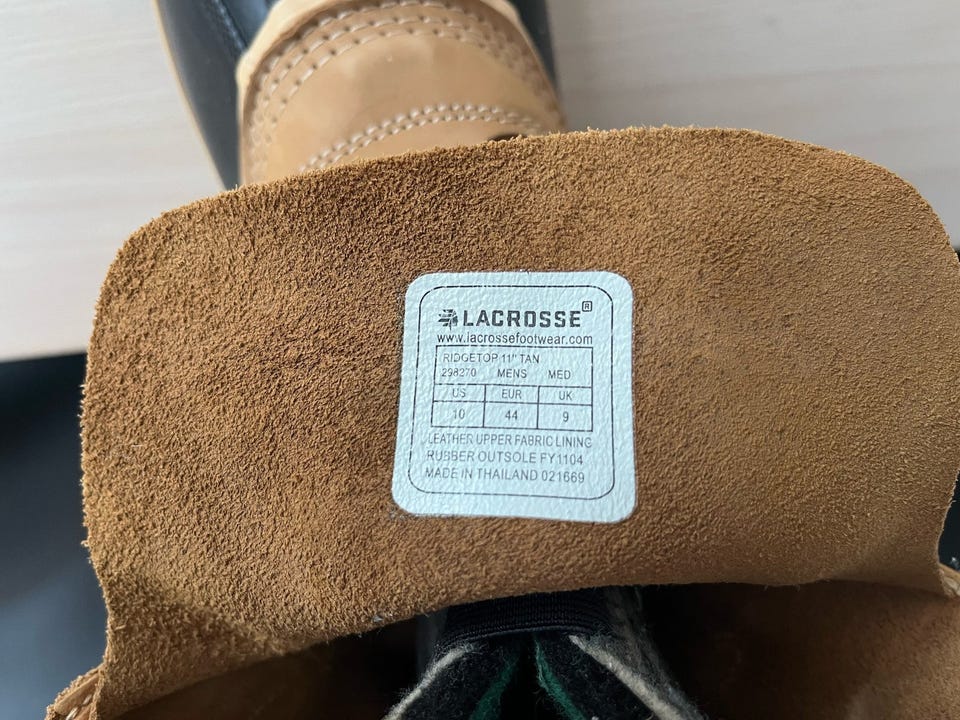 LACROSSE®
www.lacrossefootwear.com
RIDGETOP 11" TAN
298270 MENS MED
US EUR UK
10 44 9
LEATHER UPPER FABRIC LINING
RUBBER OUTSOLE FY1104
MADE IN THAILAND 021669